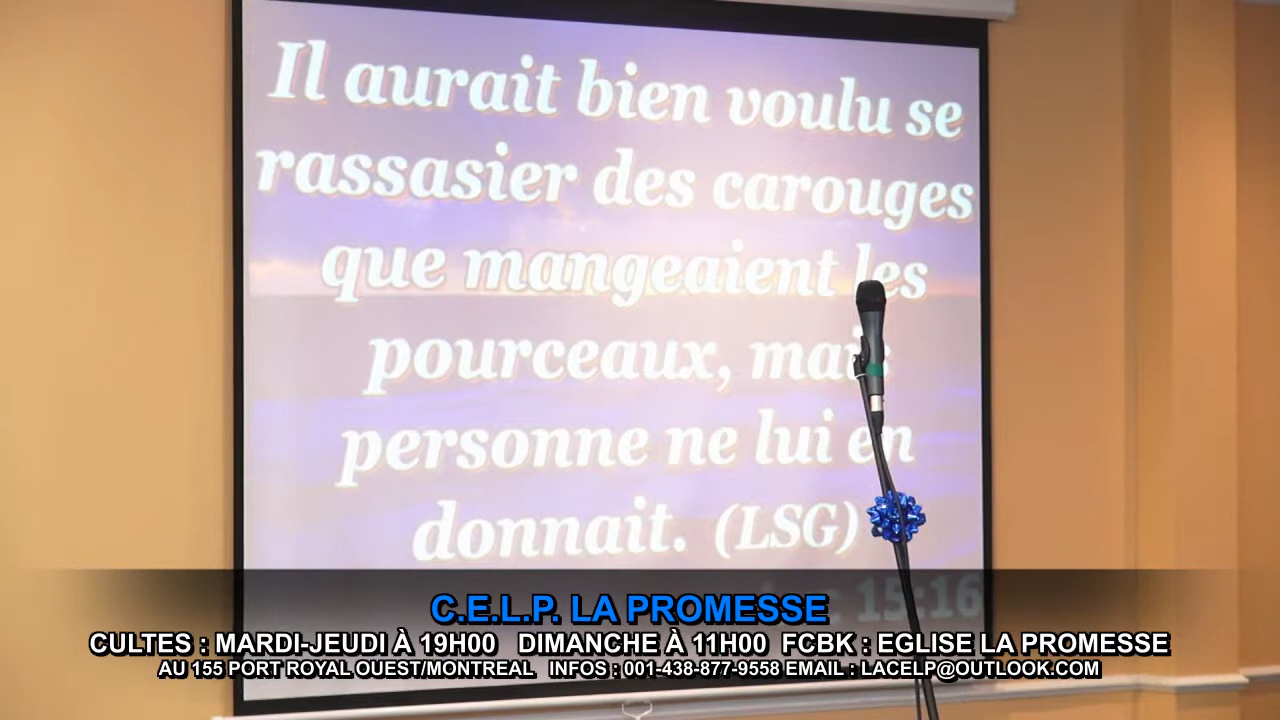 Il aurait bien voulu se
rassasier des carouges
que mangeaient les
pourceaux, mais
personne ne lui en
donnait. (LSG)
15:16
C.E.L.P. LA PROMESSE
CULTES : MARDI-JEUDI À 19H00 DIMANCHE À 11H00 FCBK : EGLISE LA PROMESSE
AU 155 PORT ROYAL OUEST/MONTREAL INFOS : 001-438-877-9558 EMAIL : LACELP@OUTLOOK.COM